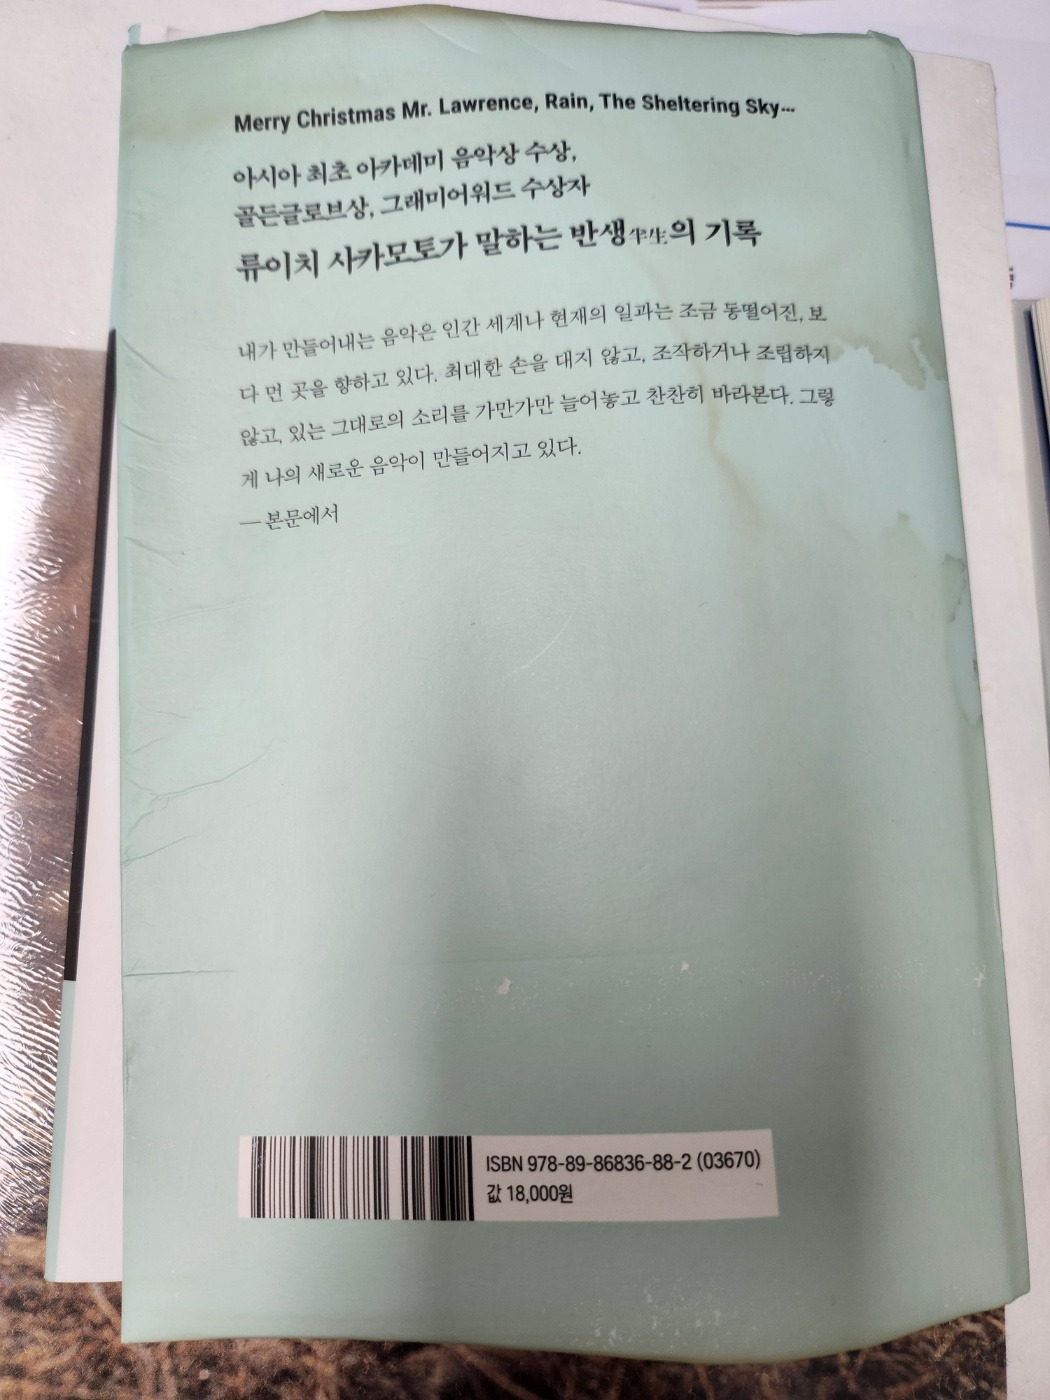 Merry Christmas Mr. Lawrence, Rain, The Sheltering Sky…
아시아 최초 아카데미 음악상 수상,
골든글로브상, 그래미어워드 수상자
류이치 사카모토가 말하는 반생半生의 기록
내가 만들어내는 음악은 인간 세계나 현재의 일과는 조금 동떨어진, 보
다 먼 곳을 향하고 있다. 최대한 손을 대지 않고, 조작하거나 조립하지
않고, 있는 그대로의 소리를 가만가만 늘어놓고 찬찬히 바라본다. 그렇
게 나의 새로운 음악이 만들어지고 있다.
— 본문에서
ISBN 978-89-86836-88-2 (03670)
값 18,000원